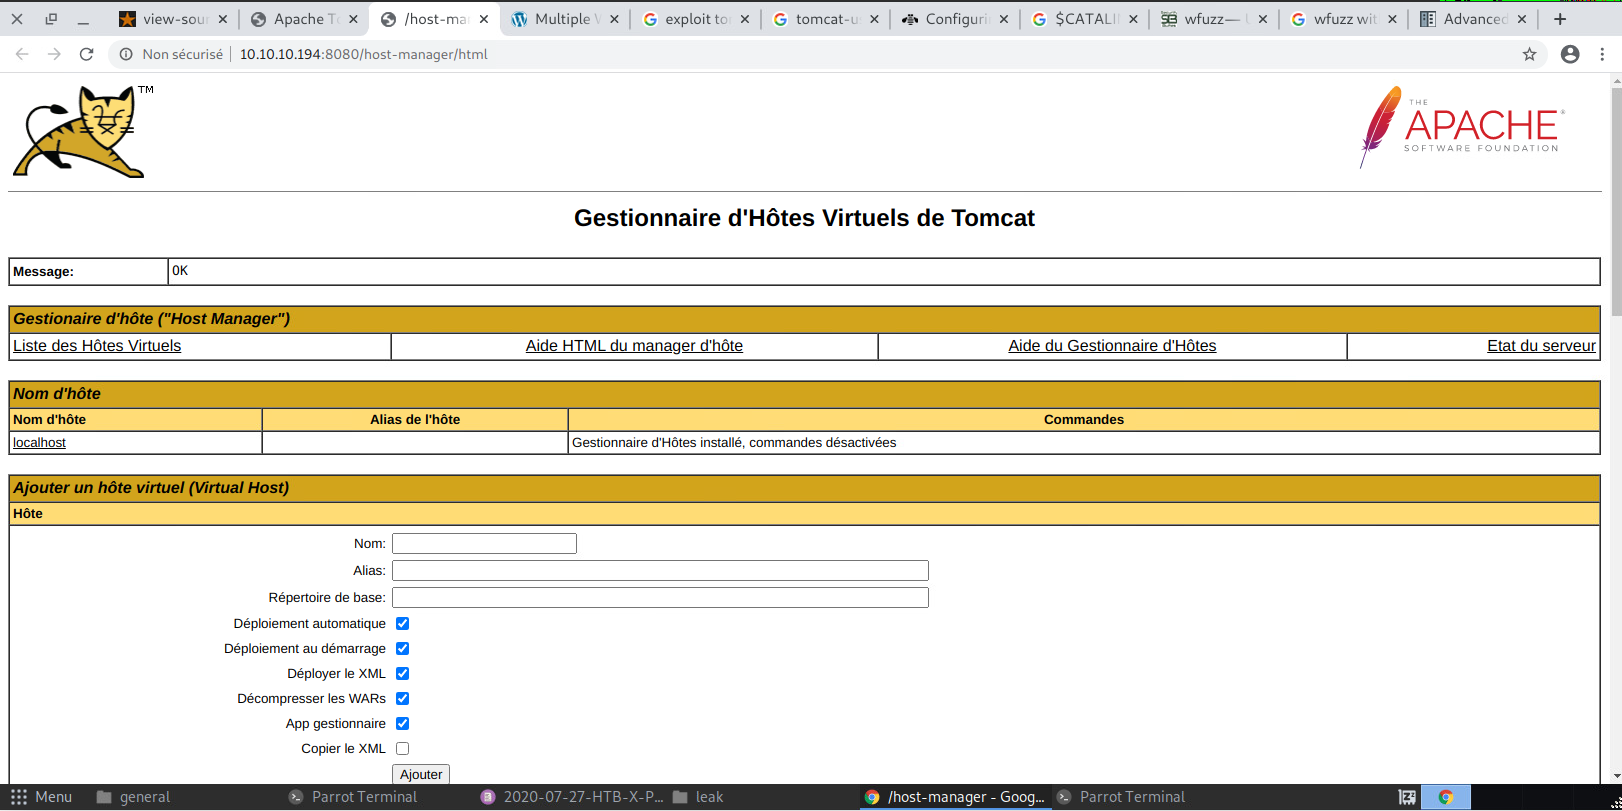 view-sour
Apache To
/host-man
Multiple V
exploit to
tomcat-u
Configuri
$CATALI
wfuzz— 
wfuzz wit
Advanced
Non sécurisé 10.10.10.194:8080/host-manager/html
TM
THE
APACHE
SOFTWARE FOUNDATION
Gestionnaire d'Hôtes Virtuels de Tomcat
Message: OK
Gestionaire d'hôte ("Host Manager")
Liste des Hôtes Virtuels Aide HTML du manager d'hôte Aide du Gestionnaire d'Hôtes Etat du serveur
Nom d'hôte
Nom d'hôte Alias de l'hôte Commandes
localhost Gestionnaire d'Hôtes installé, commandes désactivées
Ajouter un hôte virtuel (Virtual Host)
Hôte
Nom:
Alias:
Répertoire de base:
Déploiement automatique
Déploiement au démarrage
Déployer le XML
Décompresser les WARs
App gestionnaire
Copier le XML
Ajouter
Menu general Parrot Terminal 2020-07-27-HTB-X-P... leak /host-manager - Goog... Parrot Terminal